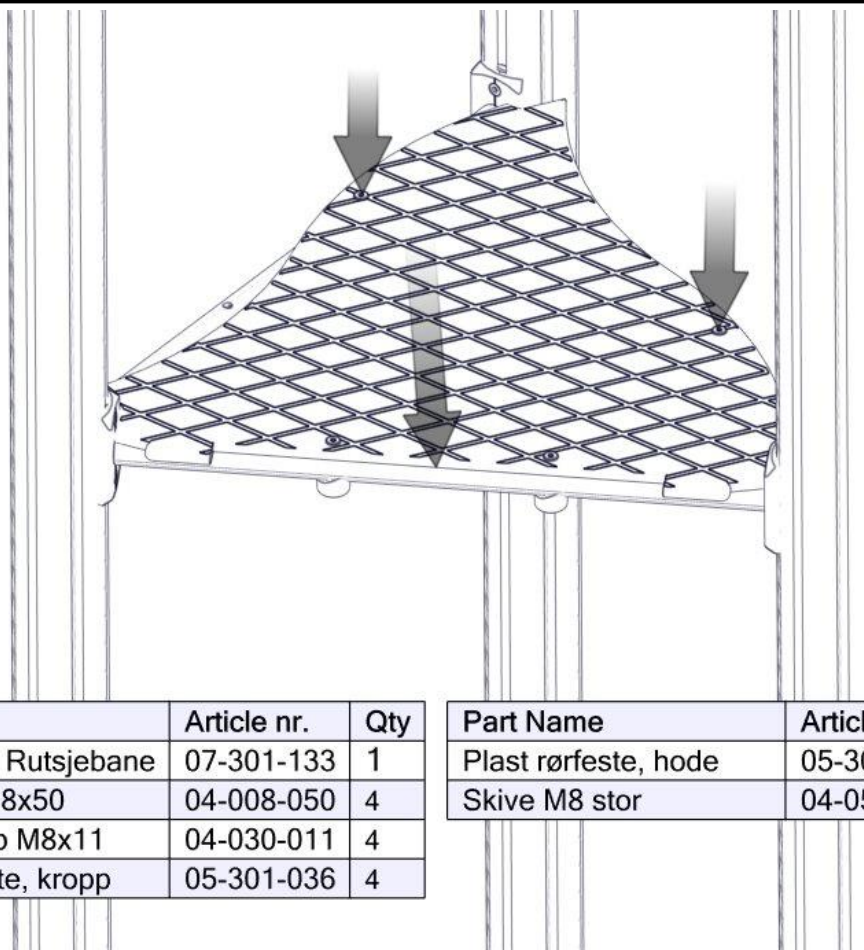 Article nr. Qty
Rutsjebane 07-301-133 1
8x50 04-008-050 4
M8x11 04-030-011 4
kropp 05-301-036 4
Part Name
Plast rørfeste, hode
Skive M8 stor